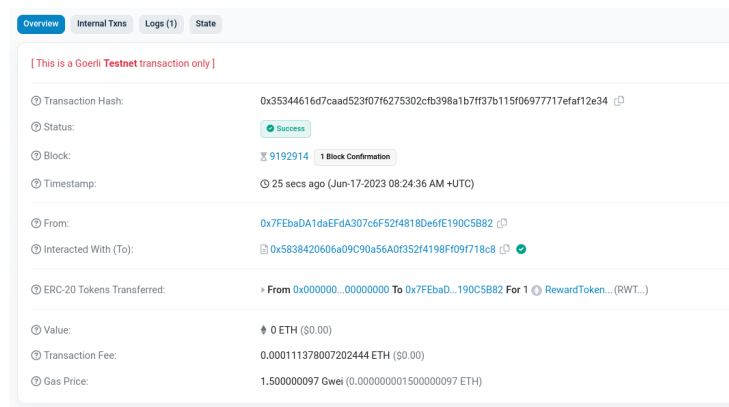 Overview Internal Txns Logs (1) State
[ This is a Goerli Testnet transaction only ]
Transaction Hash: 0x35344616d7caad523f07f6275302cfb398a1b7ff37b115f06977717efaf12e34
Status: Success
Block: 9192914 1 Block Confirmation
Timestamp: 25 secs ago (Jun-17-2023 08:24:36 AM +UTC)
From: 0x7FEbaDA1daEFdA307c6F52f4818De6fE190C5B82
Interacted With (To): 0x5838420606a09C90a56A0f352f4198Ff09f718c8
ERC-20 Tokens Transferred: From 0x000000...00000000 To 0x7FEbaD...190C5B82 For 1 RewardToken... (RWT...)
Value: 0 ETH ($0.00)
Transaction Fee: 0.000111378007202444 ETH ($0.00)
Gas Price: 1.500000097 Gwei (0.000000001500000097 ETH)